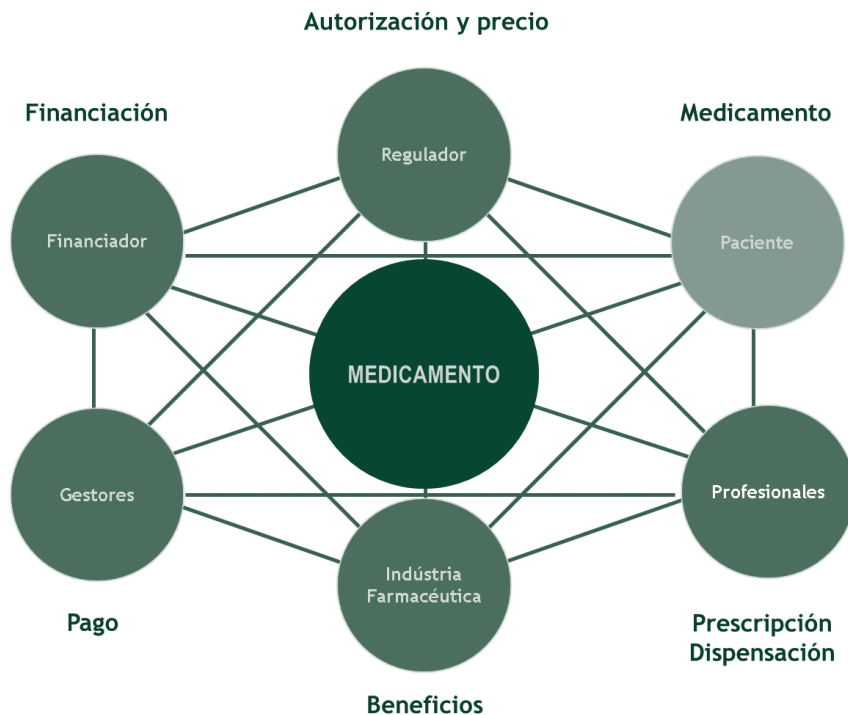 Autorización y precio
Financiación
Medicamento
Regulador
Financiador
Paciente
MEDICAMENTO
Gestores
Profesionales
Indústria
Farmacéutica
Pago
Prescripción
Dispensación
Beneficios